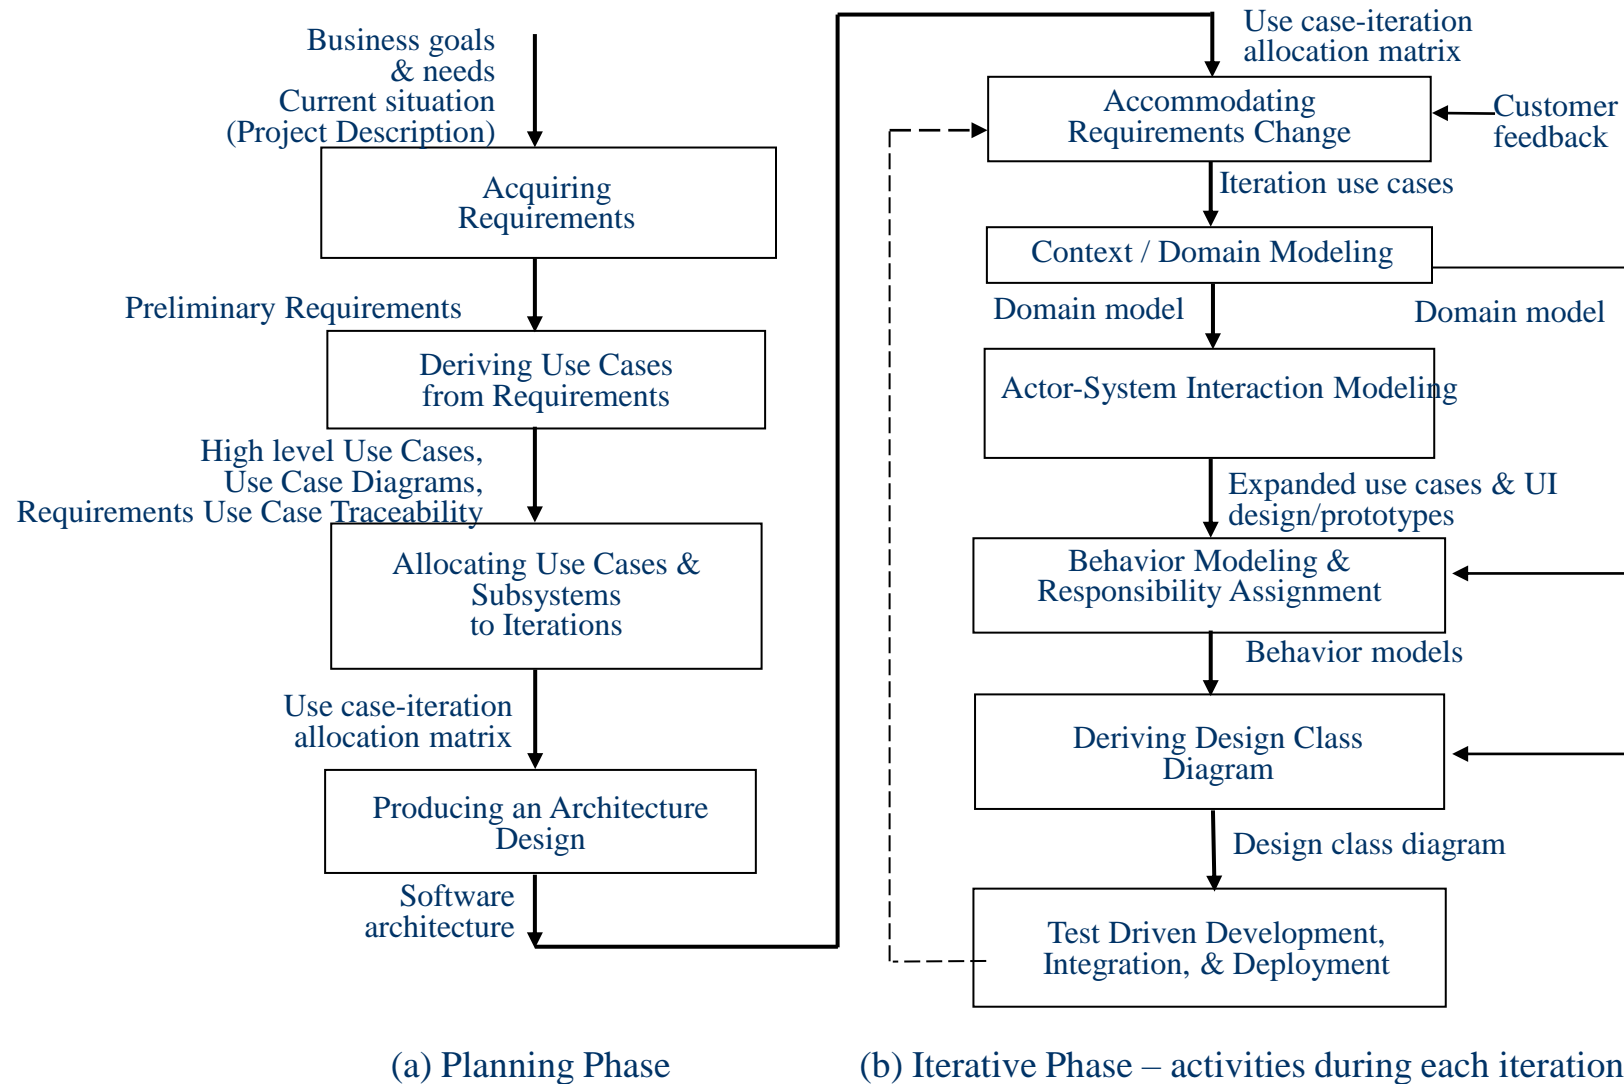 Business goals
& needs
Current situation
(Project Description)
Acquiring
Requirements
Preliminary Requirements
Deriving Use Cases
from Requirements
High level Use Cases,
Use Case Diagrams,
Requirements Use Case Traceability
Allocating Use Cases &
Subsystems
to Iterations
Use case-iteration
allocation matrix
Producing an Architecture
Design
Software
architecture
(a) Planning Phase
Use case-iteration
allocation matrix
Accommodating
Requirements Change
Customer
feedback
Iteration use cases
Context / Domain Modeling
Domain model
Domain model
Actor-System Interaction Modeling
Expanded use cases & UI
design/prototypes
Behavior Modeling &
Responsibility Assignment
Behavior models
Deriving Design Class
Diagram
Design class diagram
Test Driven Development,
Integration, & Deployment
(b) Iterative Phase – activities during each iteration